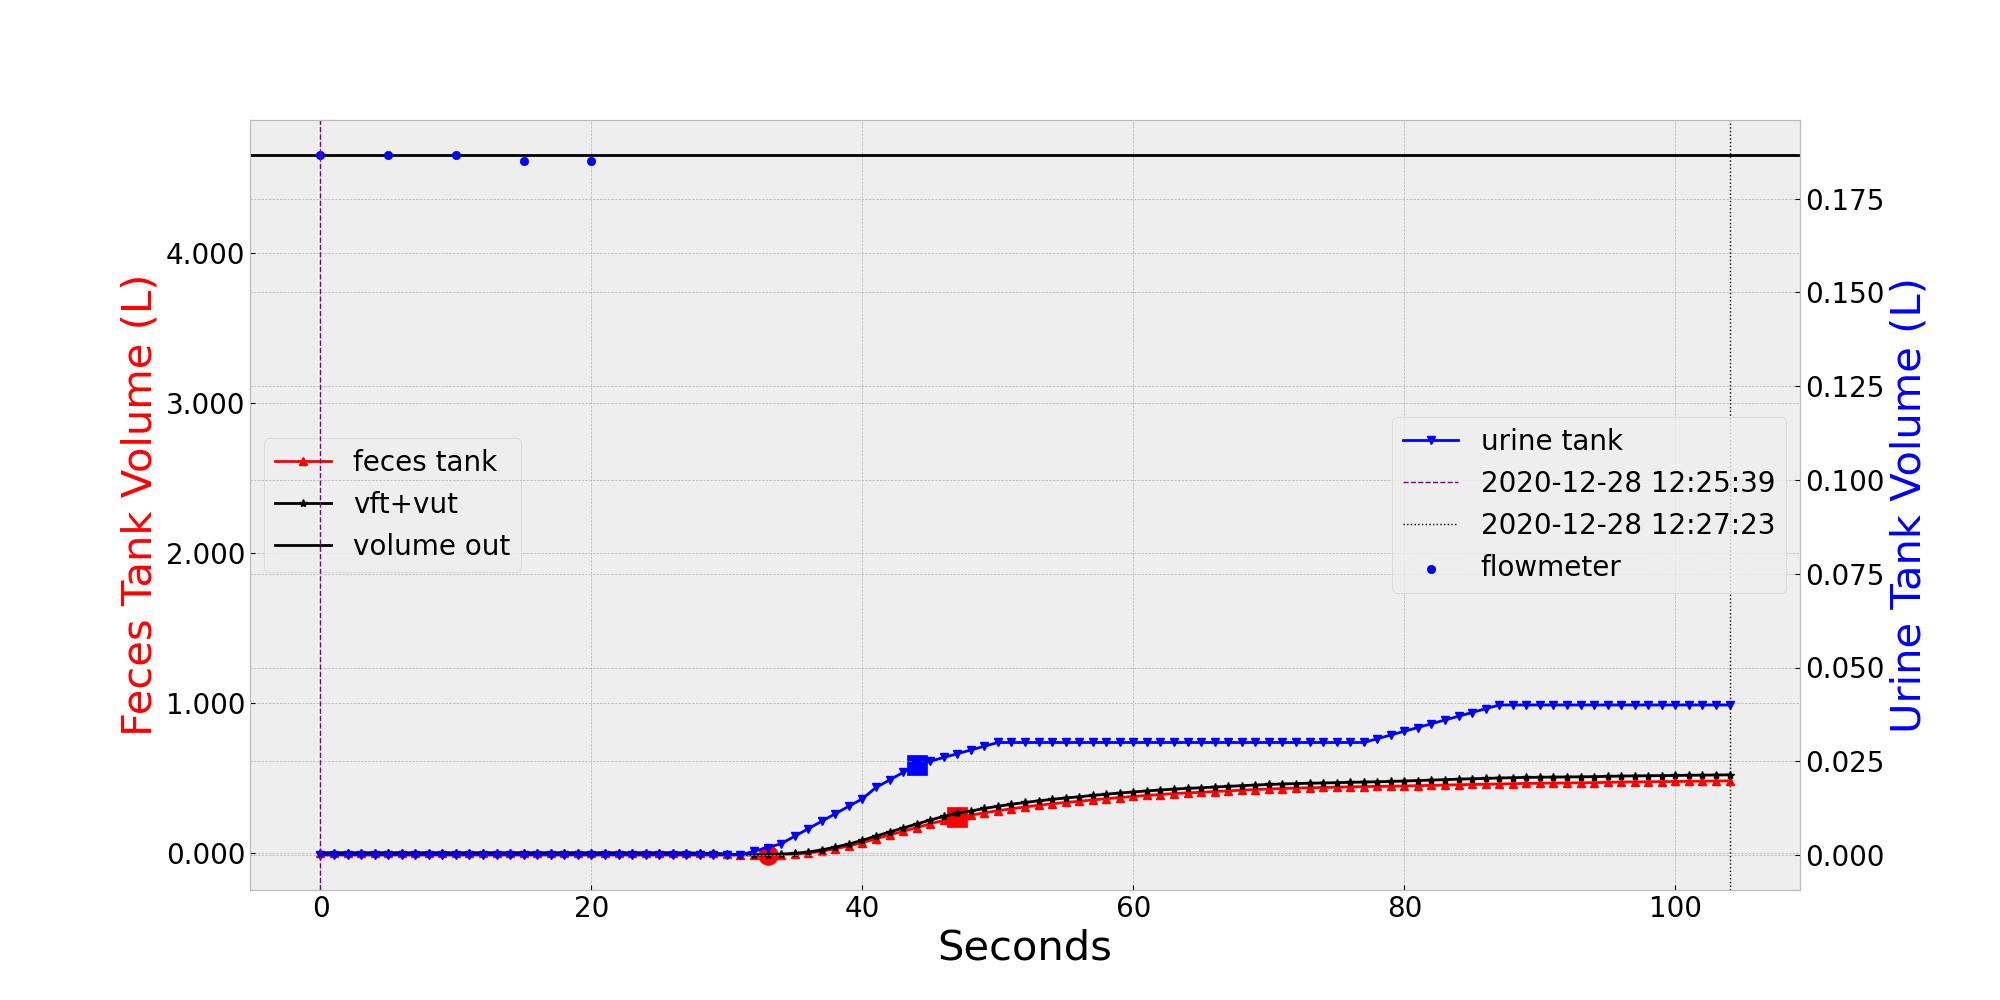 Feces Tank Volume (L)
4.000
3.000
2.000
1.000
0.000
feces tank
vft+vut
volume out
urine tank
2020-12-28 12:25:39
2020-12-28 12:27:23
flowmeter
0.175
0.150
0.125
0.100
0.075
0.050
0.025
0.000
Urine Tank Volume (L)
0 20 40 60 80 100
Seconds